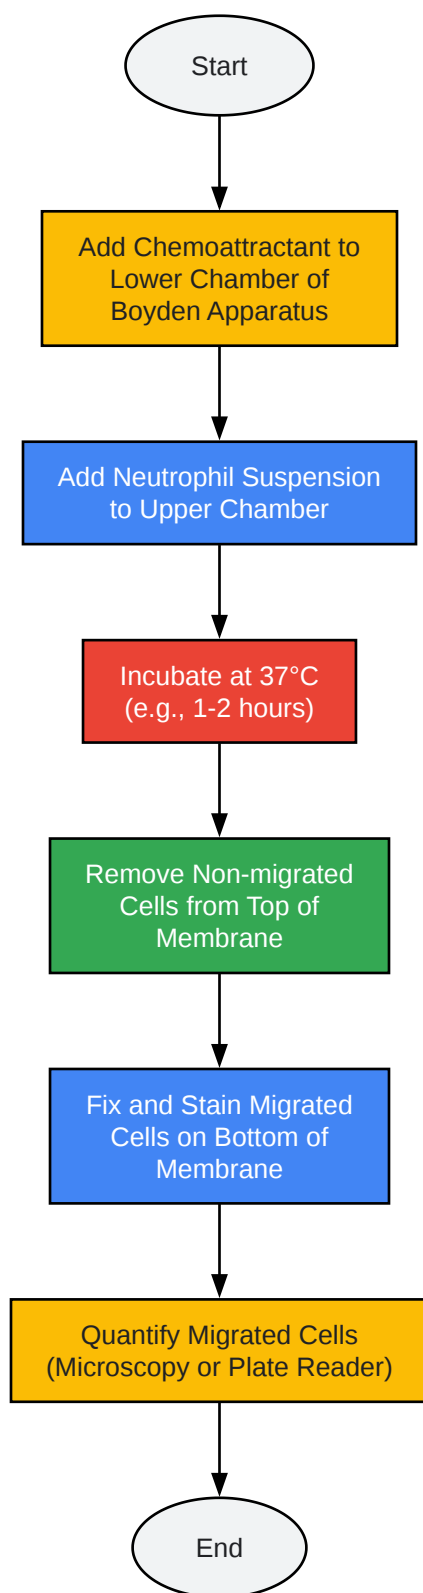 Start
Add Chemoattractant to
Lower Chamber of
Boyden Apparatus
Add Neutrophil Suspension
to Upper Chamber
Incubate at 37°C
(e.g., 1-2 hours)
Remove Non-migrated
Cells from Top of
Membrane
Fix and Stain Migrated
Cells on Bottom of
Membrane
Quantify Migrated Cells
(Microscopy or Plate Reader)
End